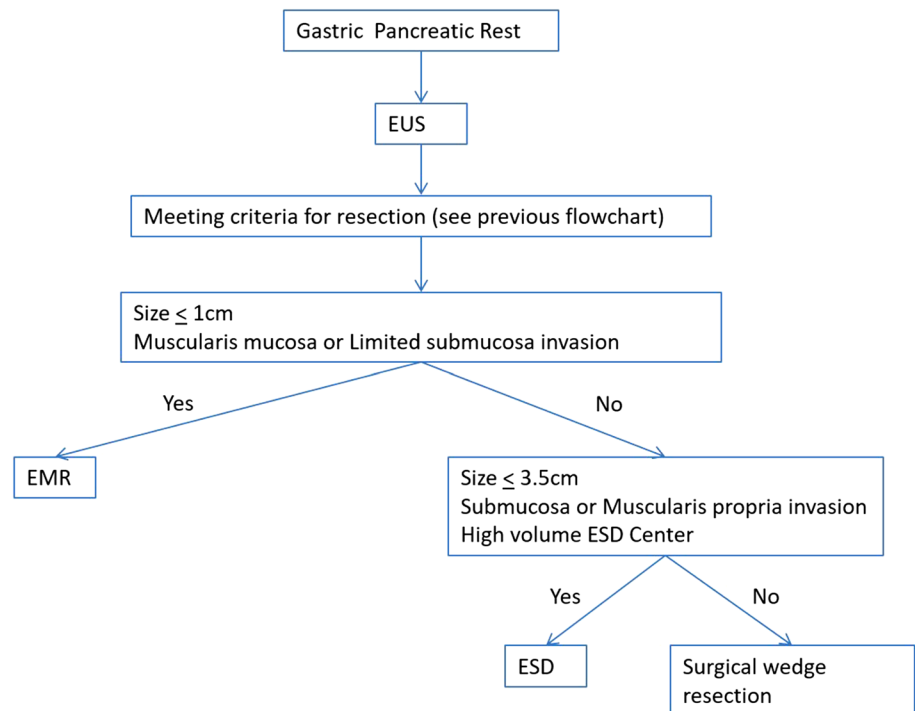 Gastric  Pancreatic Rest
EUS
Meeting criteria for resection (see previous flowchart)
Size ≤ 1cm
Muscularis mucosa or Limited submucosa invasion
Yes
No
EMR
Size ≤ 3.5cm
Submucosa or Muscularis propria invasion
High volume ESD Center
Yes
No
ESD
Surgical wedge
resection